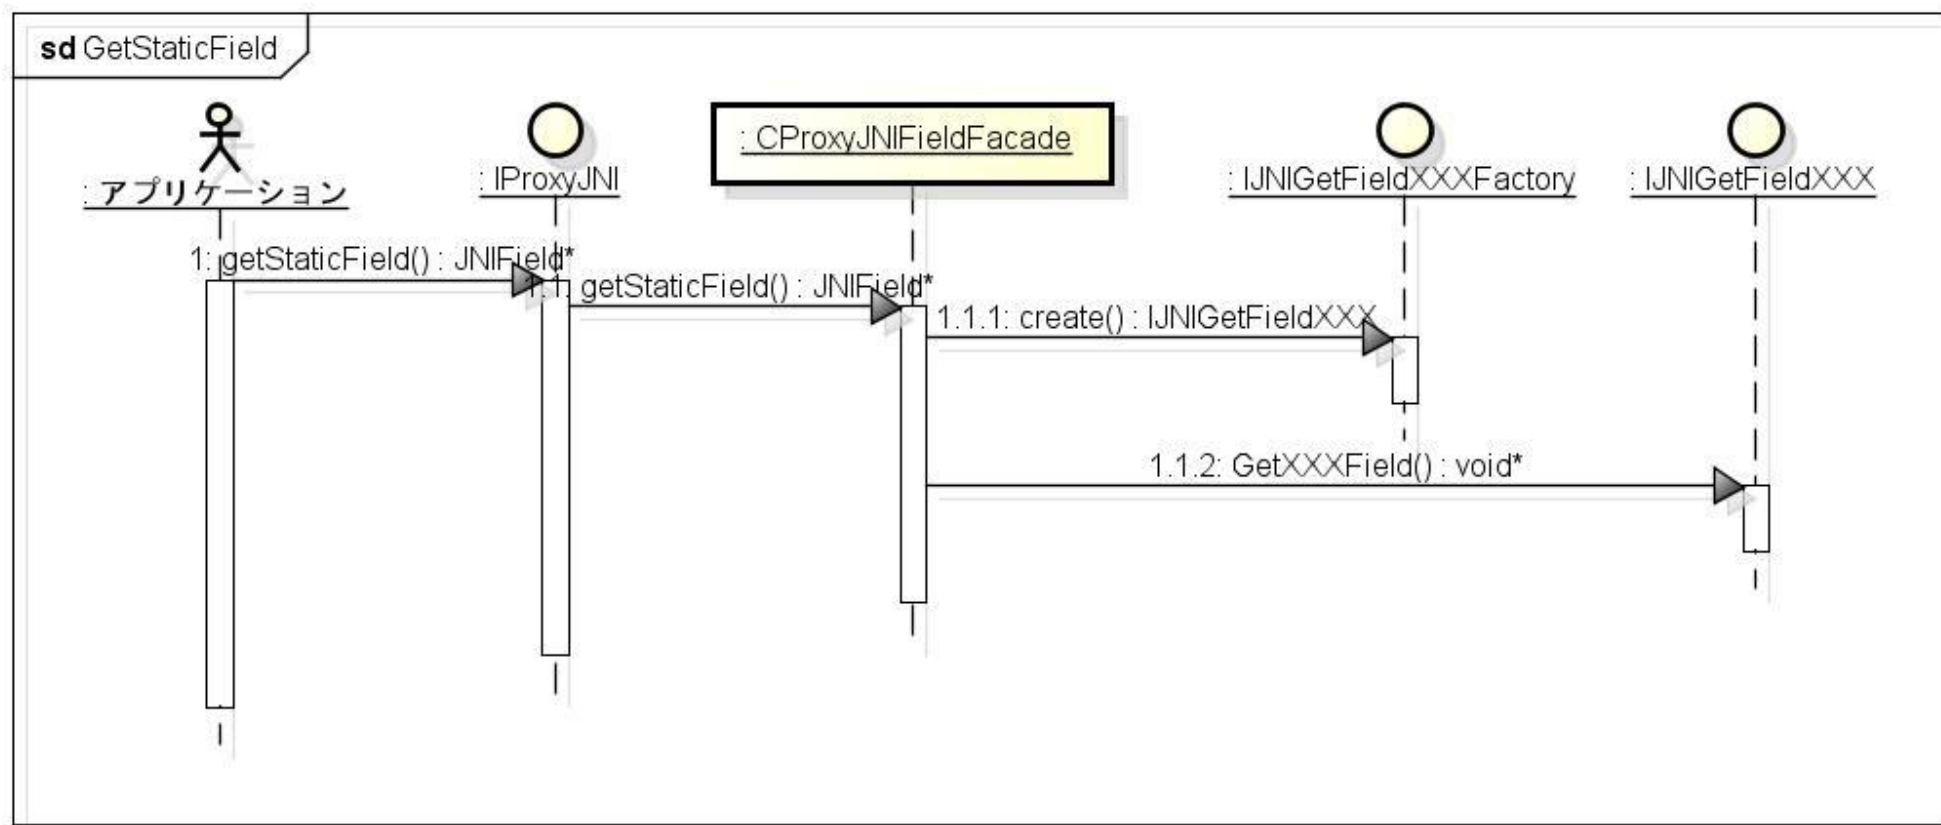 sd GetStaticField
: アプリケーション
: IProxyJNI
: CProxyJNIFieldFacade
: IJNIGetFieldXXXFactory
: IJNIGetFieldXXX
1: getStaticField() : JNIField*
1.1: getStaticField() : JNIField*
1.1.1: create() : IJNIGetFieldXXX
1.1.2: GetXXXField() : void*